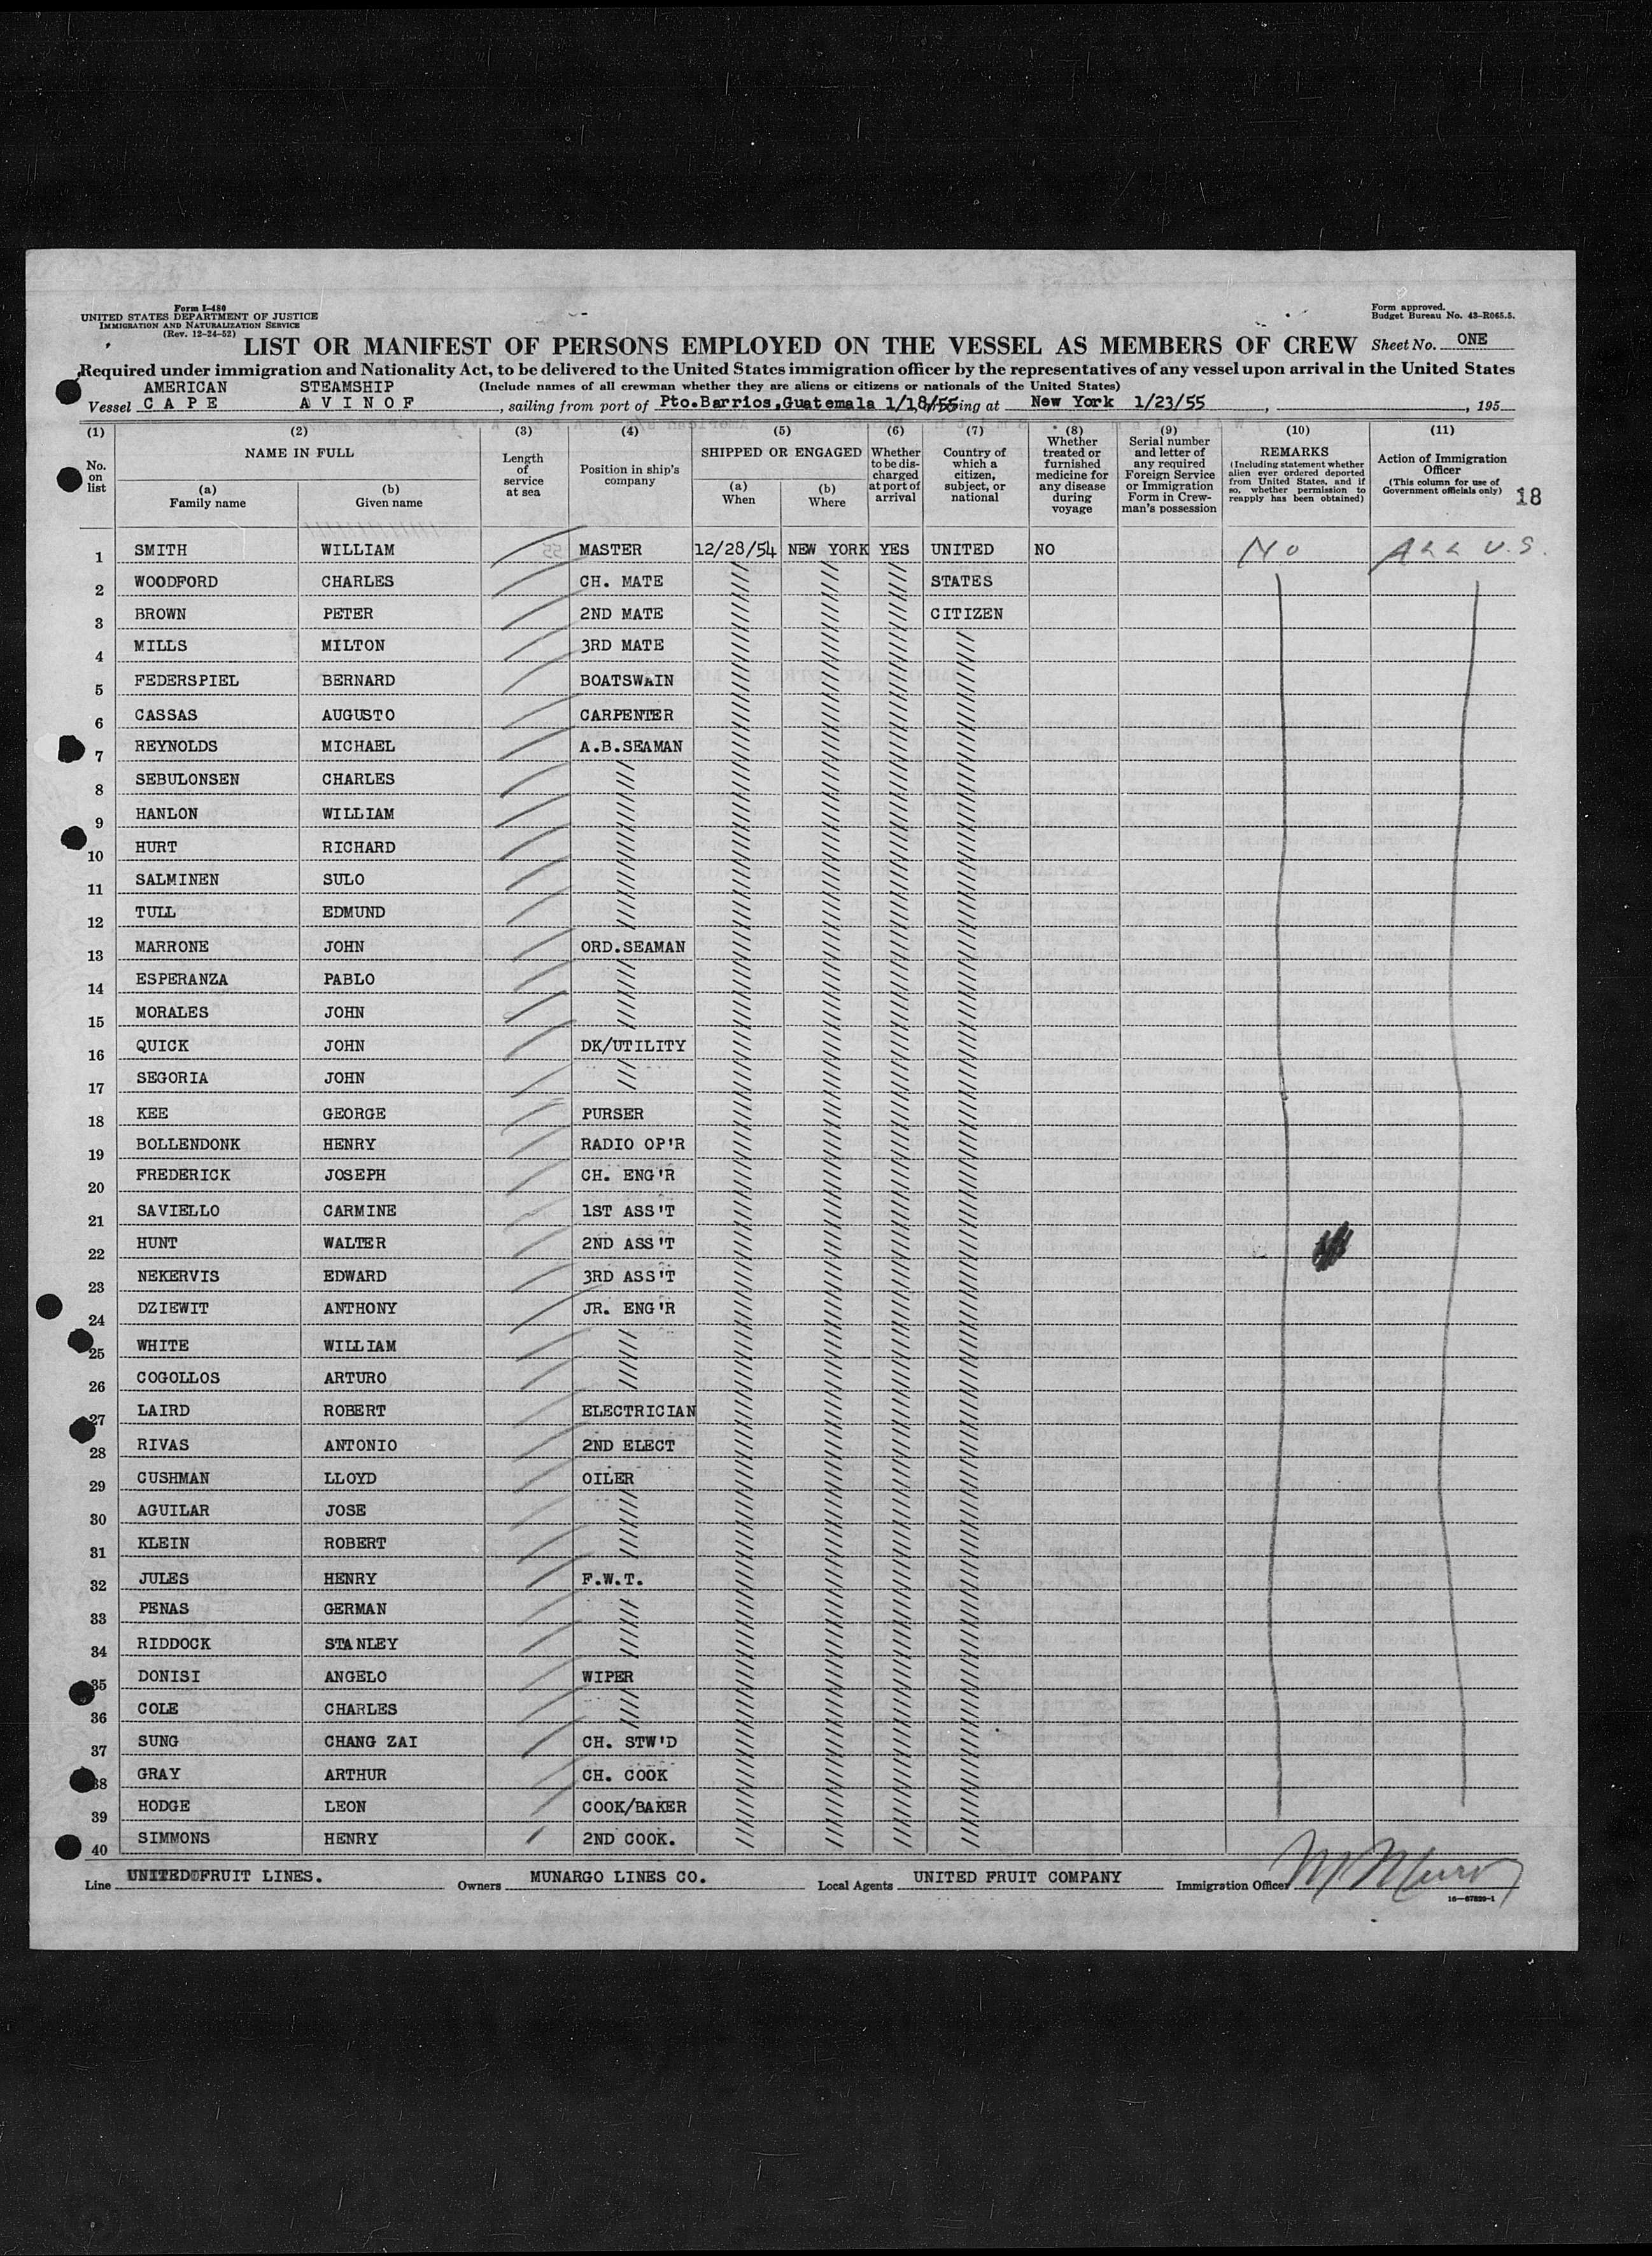 Form I-480
UNITED STATES DEPARTMENT OF JUSTICE
IMMIGRATION AND NATURALIZATION SERVICE
(Rev. 12-24-52)
Form approved.
Budget Bureau No. 43-R065.5.
LIST OR MANIFEST OF PERSONS EMPLOYED ON THE VESSEL AS MEMBERS OF CREW Sheet No. ONE
Required under immigration and Nationality Act, to be delivered to the United States immigration officer by the representatives of any vessel upon arrival in the United States
AMERICAN STEAMSHIP (Include names of all crewman whether they are aliens or citizens or nationals of the United States)
Vessel CAPE AVINOF, sailing from port of Pto.Barrios,Guatemala 1/18/55 arriving at New York 1/23/55, , 195
(1) (2) (3) (4) (5) (6) (7) (8) (9) (10) (11)
No. on list
NAME IN FULL
(a) Family name
(b) Given name
Length of service at sea
Position in ship's company
SHIPPED OR ENGAGED
(a) When
(b) Where
Whether to be discharged at port of arrival
Country of which a citizen, subject, or national
Whether treated or furnished medicine for any disease during voyage
Serial number and letter of any required Foreign Service or Immigration Form in Crewman's possession
REMARKS
(Including statement whether alien ever ordered deported from United States, and if so, whether permission to reapply has been obtained)
Action of Immigration Officer
(This column for use of Government officials only)
18
1 SMITH WILLIAM MASTER 12/28/54 NEW YORK YES UNITED NO No ALL U.S.
2 WOODFORD CHARLES CH. MATE STATES
3 BROWN PETER 2ND MATE CITIZEN
4 MILLS MILTON 3RD MATE
5 FEDERSPIEL BERNARD BOATSWAIN
6 CASSAS AUGUSTO CARPENTER
7 REYNOLDS MICHAEL A.B.SEAMAN
8 SEBULONSEN CHARLES
9 HANLON WILLIAM
10 HURT RICHARD
11 SALMINEN SULO
12 TULL EDMUND
13 MARRONE JOHN ORD.SEAMAN
14 ESPERANZA PABLO
15 MORALES JOHN
16 QUICK JOHN DK/UTILITY
17 SEGORIA JOHN
18 KEE GEORGE PURSER
19 BOLLENDONK HENRY RADIO OP'R
20 FREDERICK JOSEPH CH. ENG'R
21 SAVIELLO CARMINE 1ST ASS'T
22 HUNT WALTER 2ND ASS'T
23 NEKERVIS EDWARD 3RD ASS'T
24 DZIEWIT ANTHONY JR. ENG'R
25 WHITE WILLIAM
26 COGOLLOS ARTURO
27 LAIRD ROBERT ELECTRICIAN
28 RIVAS ANTONIO 2ND ELECT
29 CUSHMAN LLOYD OILER
30 AGUILAR JOSE
31 KLEIN ROBERT
32 JULES HENRY F.W.T.
33 PENAS GERMAN
34 RIDDOCK STANLEY
35 DONISI ANGELO WIPER
36 COLE CHARLES
37 SUNG CHANG ZAI CH. STW'D
38 GRAY ARTHUR CH. COOK
39 HODGE LEON COOK/BAKER
40 SIMMONS HENRY 2ND COOK.
Line UNITED FRUIT LINES. Owners MUNARGO LINES CO. Local Agents UNITED FRUIT COMPANY Immigration Officer
16—67829-1